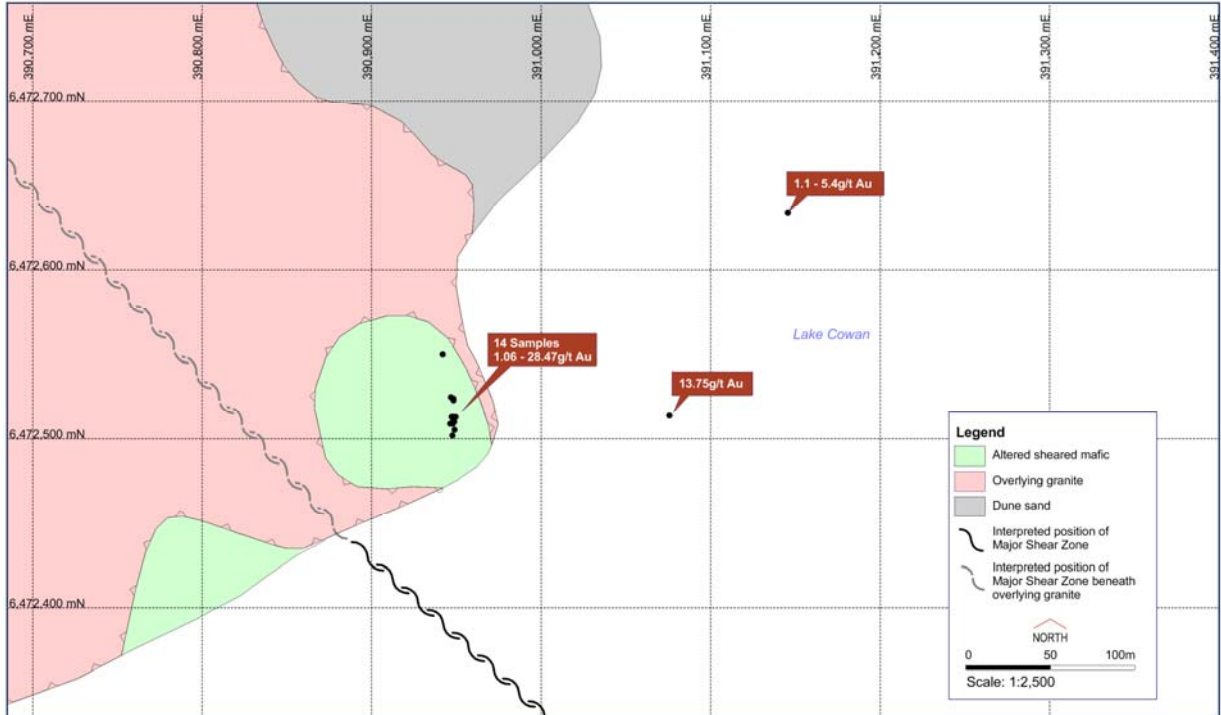 390,700 mE
390,800 mE
390,900 mE
391,000 mE
391,100 mE
391,200 mE
391,300 mE
391,400 mE
6,472,700 mN
1.1 - 5.4g/t Au
6,472,600 mN
Lake Cowan
14 Samples
1.06 - 28.47g/t Au
13.75g/t Au
6,472,500 mN
6,472,400 mN
Legend
Altered sheared mafic
Overlying granite
Dune sand
Interpreted position of
Major Shear Zone
Interpreted position of
Major Shear Zone beneath
overlying granite
NORTH
0 50 100m
Scale: 1:2,500